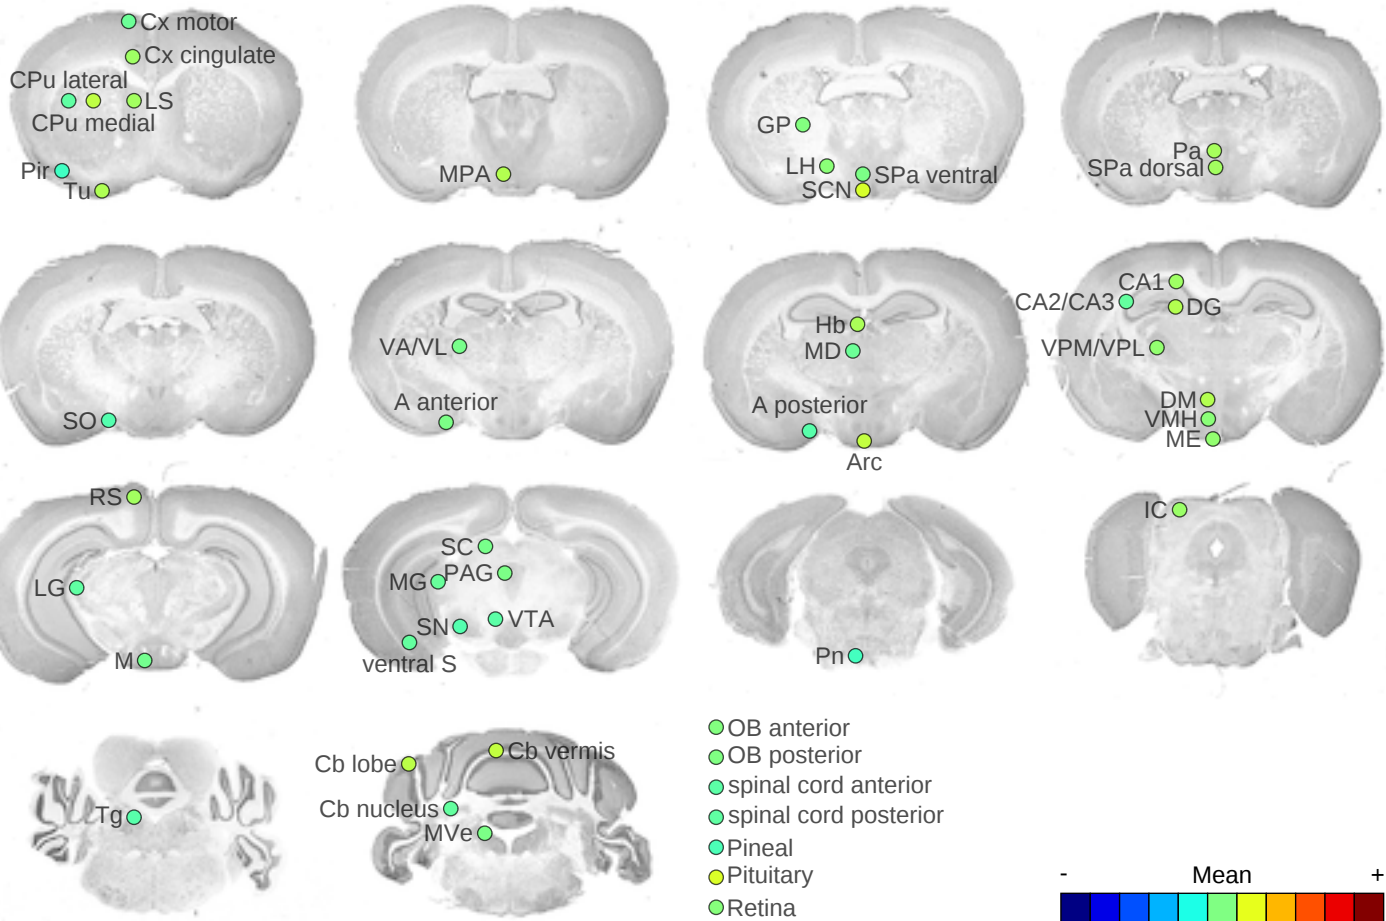 Cx motor
Cx cingulate
CPu lateral
LS
CPu medial
Pir
Tu
MPA
GP
LH
SPa ventral
SCN
Pa
SPa dorsal
SO
VA/VL
A anterior
Hb
MD
A posterior
Arc
CA1
CA2/CA3
DG
VPM/VPL
DM
VMH
ME
RS
LG
M
SC
MG
PAG
SN
VTA
ventral S
Pn
IC
Tg
Cb lobe
Cb vermis
Cb nucleus
MVe
OB anterior
OB posterior
spinal cord anterior
spinal cord posterior
Pineal
Pituitary
Retina
- Mean +